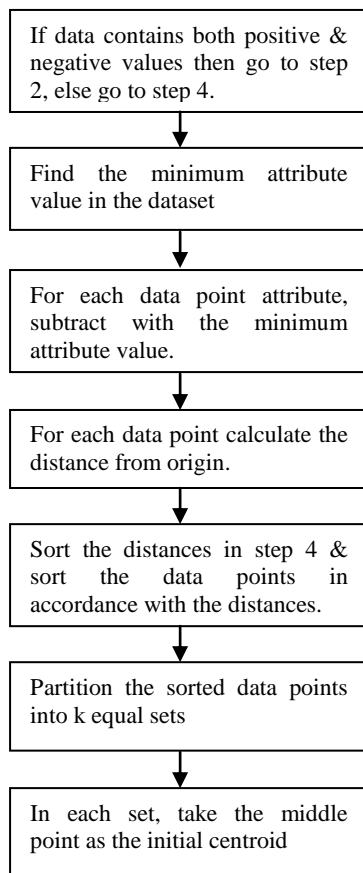 If data contains both positive &
negative values then go to step
2, else go to step 4.
Find the minimum attribute
value in the dataset
For each data point attribute,
subtract with the minimum
attribute value.
For each data point calculate the
distance from origin.
Sort the distances in step 4 &
sort the data points in
accordance with the distances.
Partition the sorted data points
into k equal sets
In each set, take the middle
point as the initial centroid